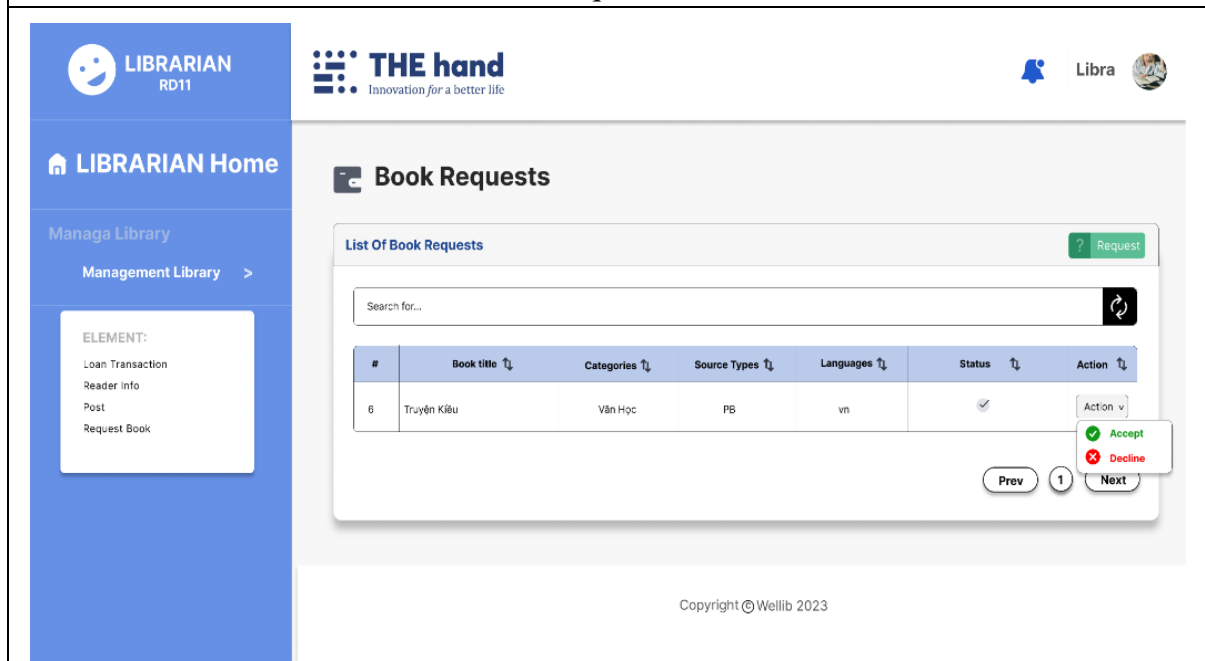 LIBRARIAN
RD11
THE hand
Innovation for a better life
Libra
LIBRARIAN Home
Book Requests
Managa Library
Management Library >
List Of Book Requests
? Request
Search for...
ELEMENT:
Loan Transaction
Reader Info
Post
Request Book
# Book title Categories Source Types Languages Status Action
6 Truyện Kiều Văn Học PB vn Action v
Accept
Decline
Prev 1 Next
Copyright © Wellib 2023